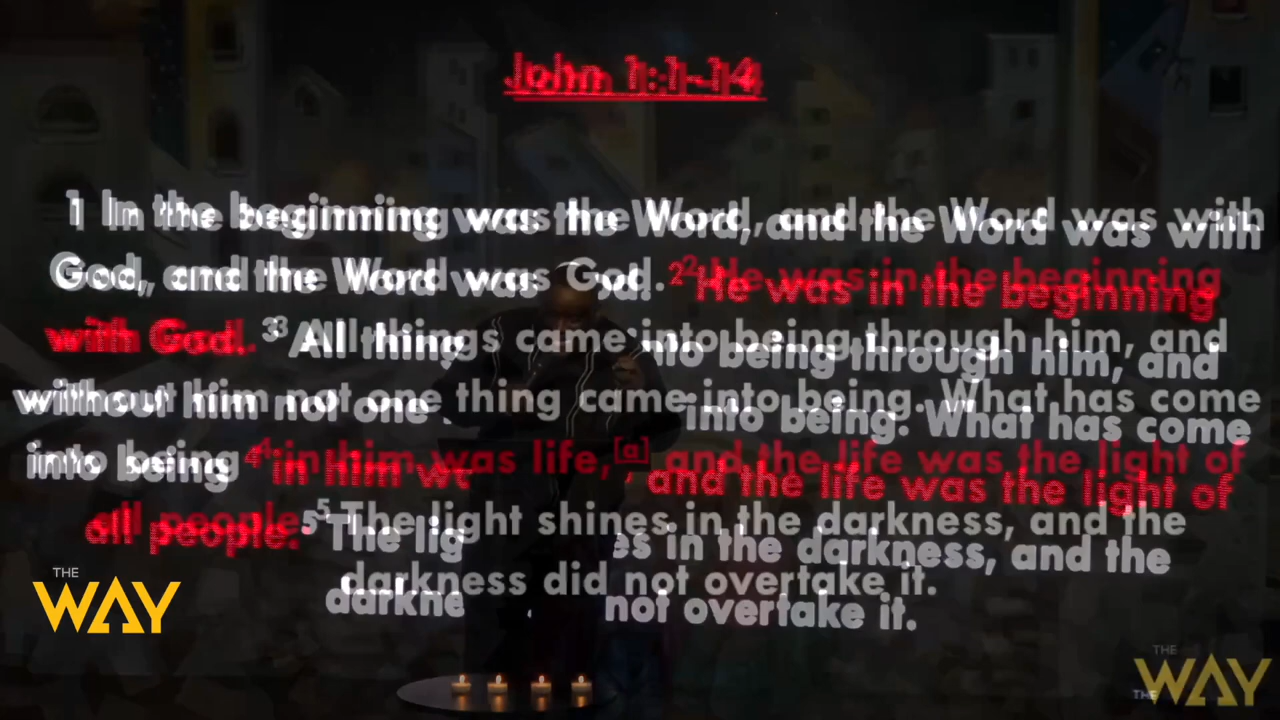 John 1:1-14
1 In the beginning was the Word, and the Word was with
God, and the Word was God. 2 He was in the beginning
with God. 3 All things came into being through him, and
without him not one thing came into being. What has come
into being 4 in him was life,[a] and the life was the light of
all people. 5 The light shines in the darkness, and the
darkness did not overtake it.
THE
WAY
THE
WAY
THE